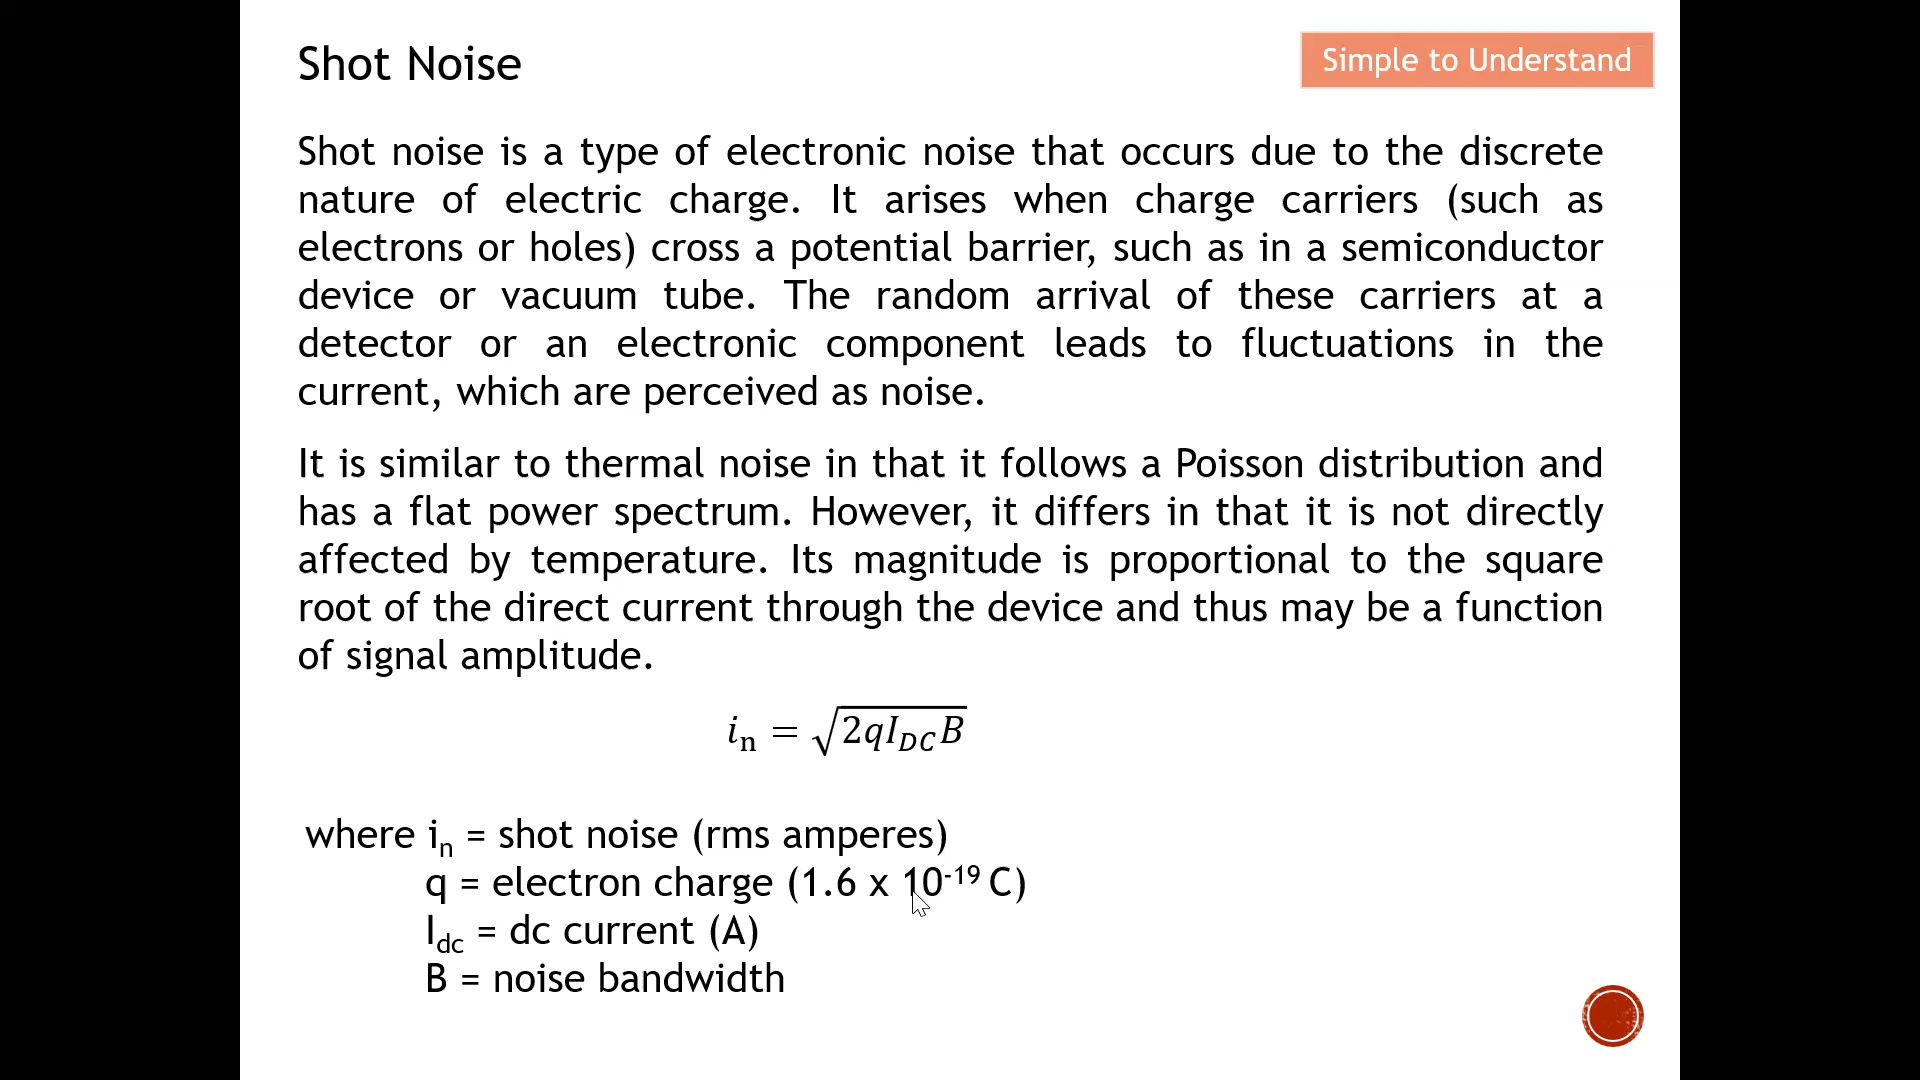 Shot Noise
Simple to Understand
Shot noise is a type of electronic noise that occurs due to the discrete
nature of electric charge. It arises when charge carriers (such as
electrons or holes) cross a potential barrier, such as in a semiconductor
device or vacuum tube. The random arrival of these carriers at a
detector or an electronic component leads to fluctuations in the
current, which are perceived as noise.
It is similar to thermal noise in that it follows a Poisson distribution and
has a flat power spectrum. However, it differs in that it is not directly
affected by temperature. Its magnitude is proportional to the square
root of the direct current through the device and thus may be a function
of signal amplitude.
iₙ = √(2qI_DC B)
where iₙ = shot noise (rms amperes)
q = electron charge (1.6 x 10⁻¹⁹ C)
I_dc = dc current (A)
B = noise bandwidth